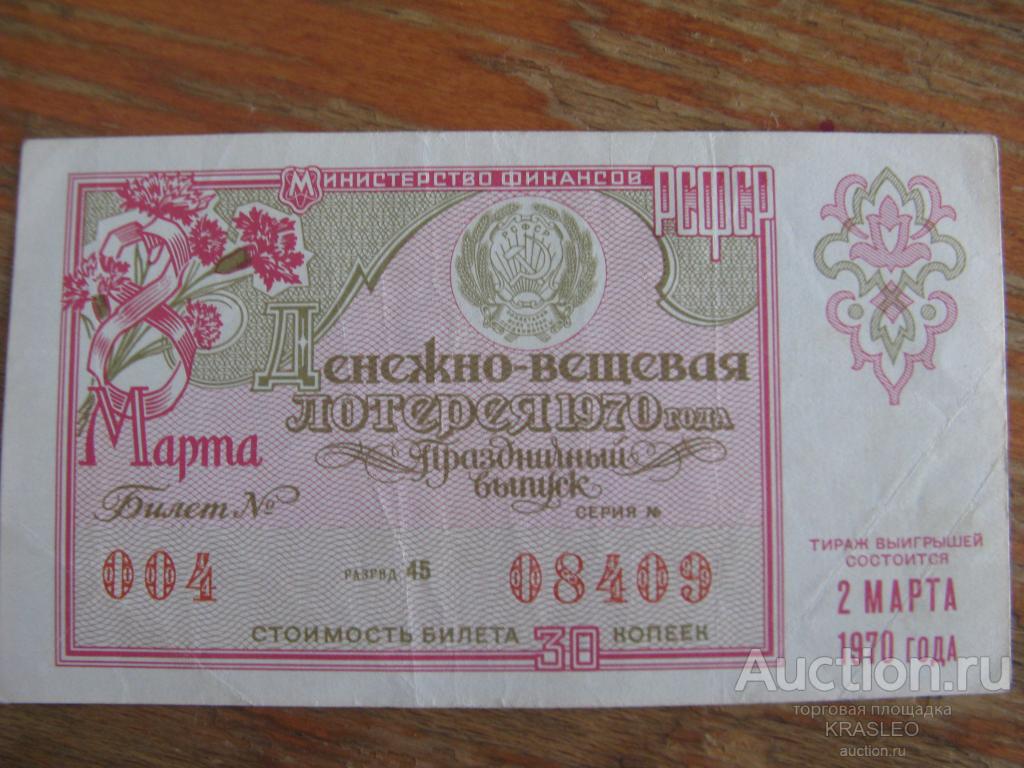 Министерство финансов РСФСР
РСФСР
8
Марта
Денежно-вещевая
лотерея 1970 года
Праздничный
выпуск
Билет №
СЕРИЯ №
004 РАЗРЯД 45 08409
СТОИМОСТЬ БИЛЕТА 30 КОПЕЕК
ТИРАЖ ВЫИГРЫШЕЙ
СОСТОИТСЯ
2 МАРТА
1970 ГОДА
Auction.ru
торговая площадка
KRASLEO
auction.ru